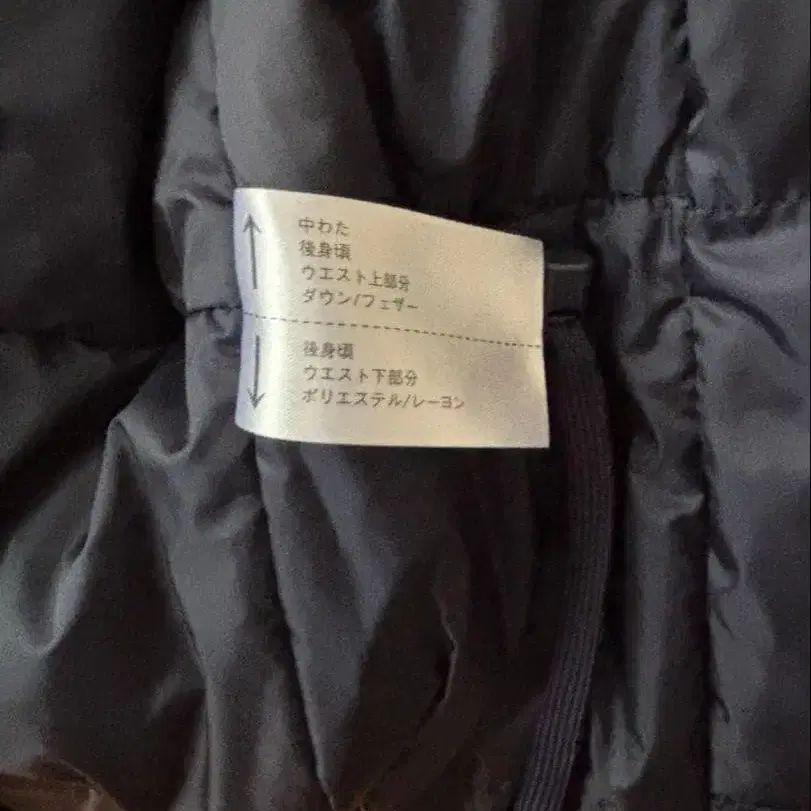 中わた
後身頃
ウエスト上部分
ダウン/フェザー
後身頃
ウエスト下部分
ポリエステル/レーヨン